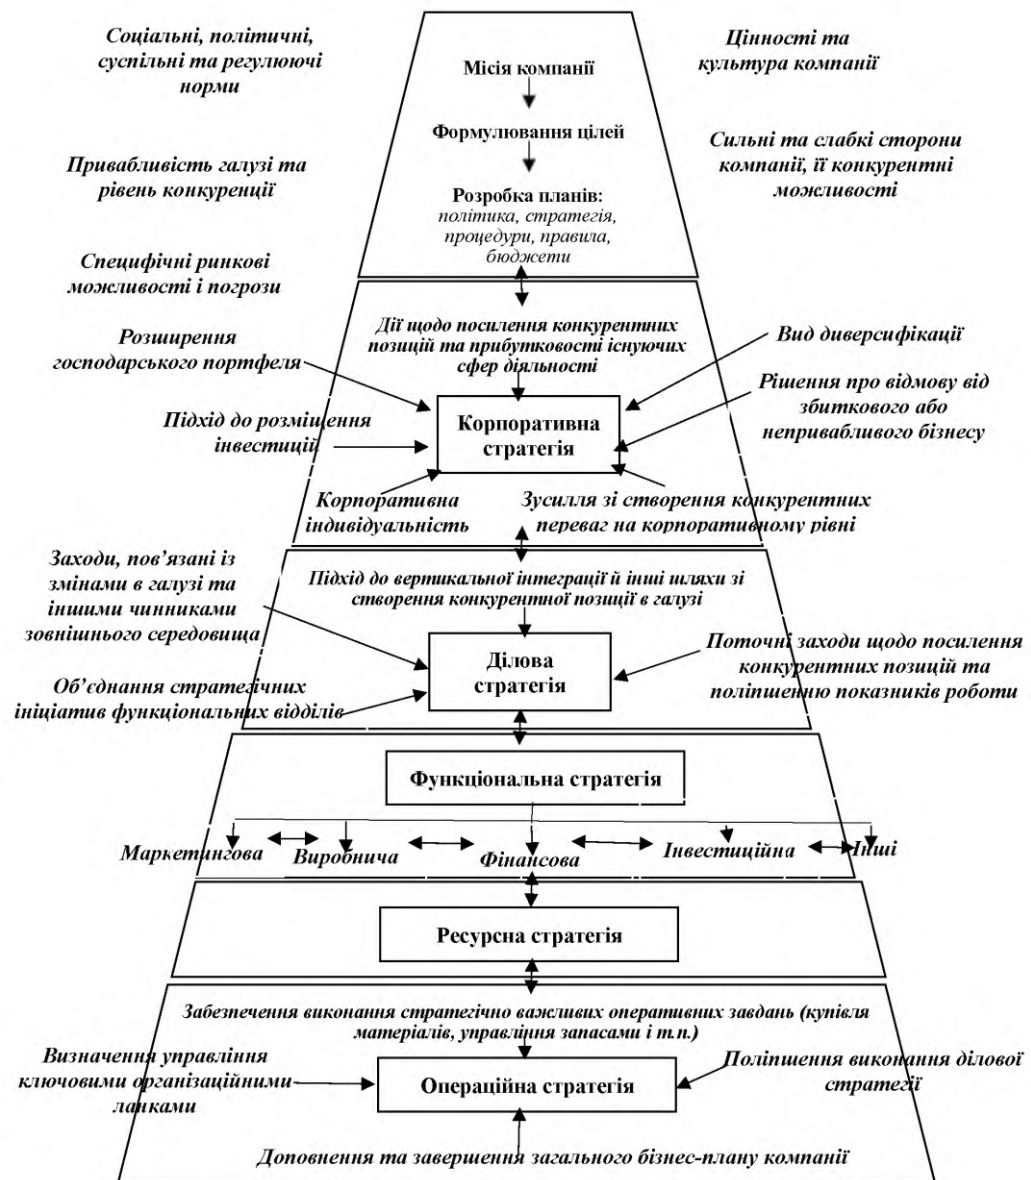 Соціальні, політичні,
суспільні та регулюючі
норми
Цінності та
культура компанії
Місія компанії
Формулювання цілей
Привабливість галузі та
рівень конкуренції
Сильні та слабкі сторони
компанії, її конкурентні
можливості
Розробка планів:
політика, стратегія,
процедури, правила,
бюджети
Специфічні ринкові
можливості і погрози
Дії щодо посилення конкурентних
позицій та прибутковості існуючих
сфер діяльності
Розширення
господарського портфеля
Вид диверсифікації
Підхід до розміщення
інвестицій
Корпоративна
стратегія
Рішення про відмову від
збиткового або
непривабливого бізнесу
Корпоративна
індивідуальність
Зусилля зі створення конкурентних
переваг на корпоративному рівні
Заходи, пов’язані із
змінами в галузі та
іншими чинниками
зовнішнього середовища
Підхід до вертикальної інтеграції й інші шляхи зі
створення конкурентної позиції в галузі
Ділова
стратегія
Поточні заходи щодо посилення
конкурентних позицій та
поліпшенню показників роботи
Об’єднання стратегічних
ініціатив функціональних відділів
Функціональна стратегія
Маркетингова
Виробнича
Фінансова
Інвестиційна
Інші
Ресурсна стратегія
Забезпечення виконання стратегічно важливих оперативних завдань (купівля
матеріалів, управління запасами і т.п.)
Визначення управління
ключовими організаційними
ланками
Операційна стратегія
Поліпшення виконання ділової
стратегії
Доповнення та завершення загального бізнес-плану компанії